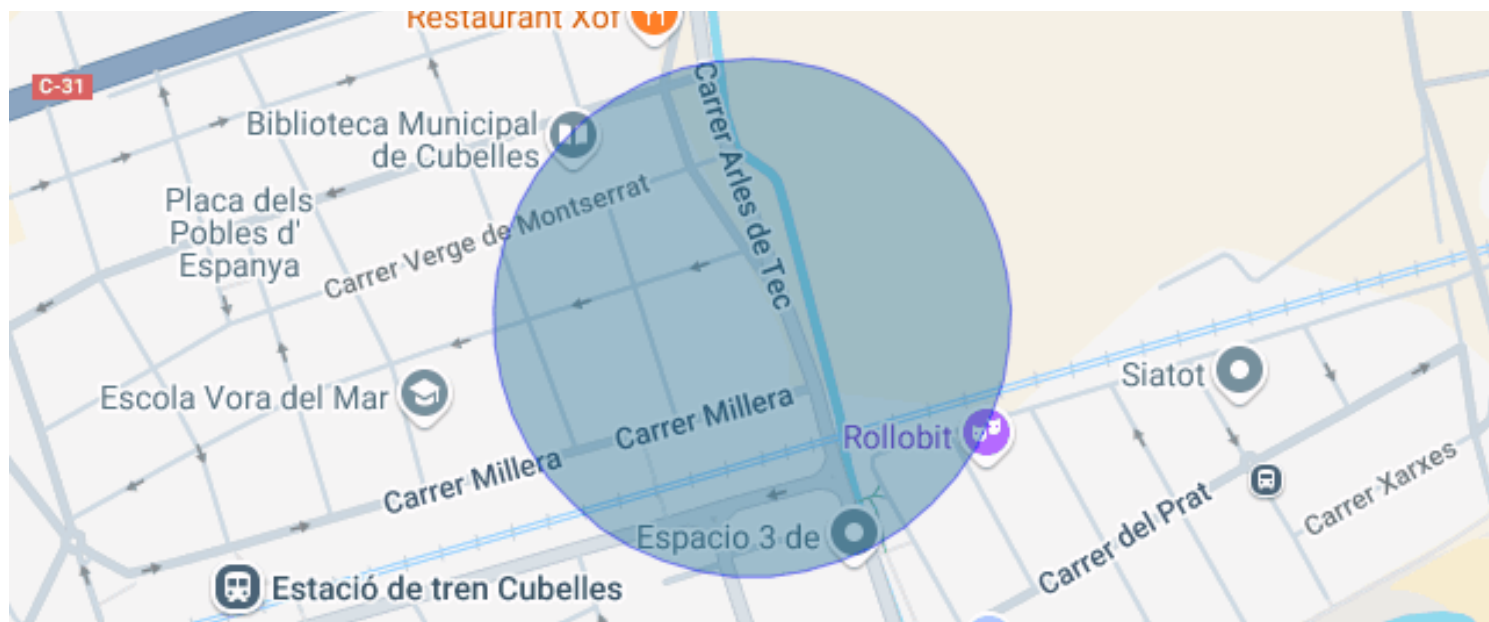 Restaurant Xof
C-31
Biblioteca Municipal
de Cubelles
Carrer Arles de Tec
Placa dels
Pobles d'
Espanya
Carrer Verge de Montserrat
Escola Vora del Mar
Siatot
Carrer Millera
Rollobit
Carrer Millera
Carrer Xarxes
Carrer del Prat
Espacio 3 de
Estació de tren Cubelles